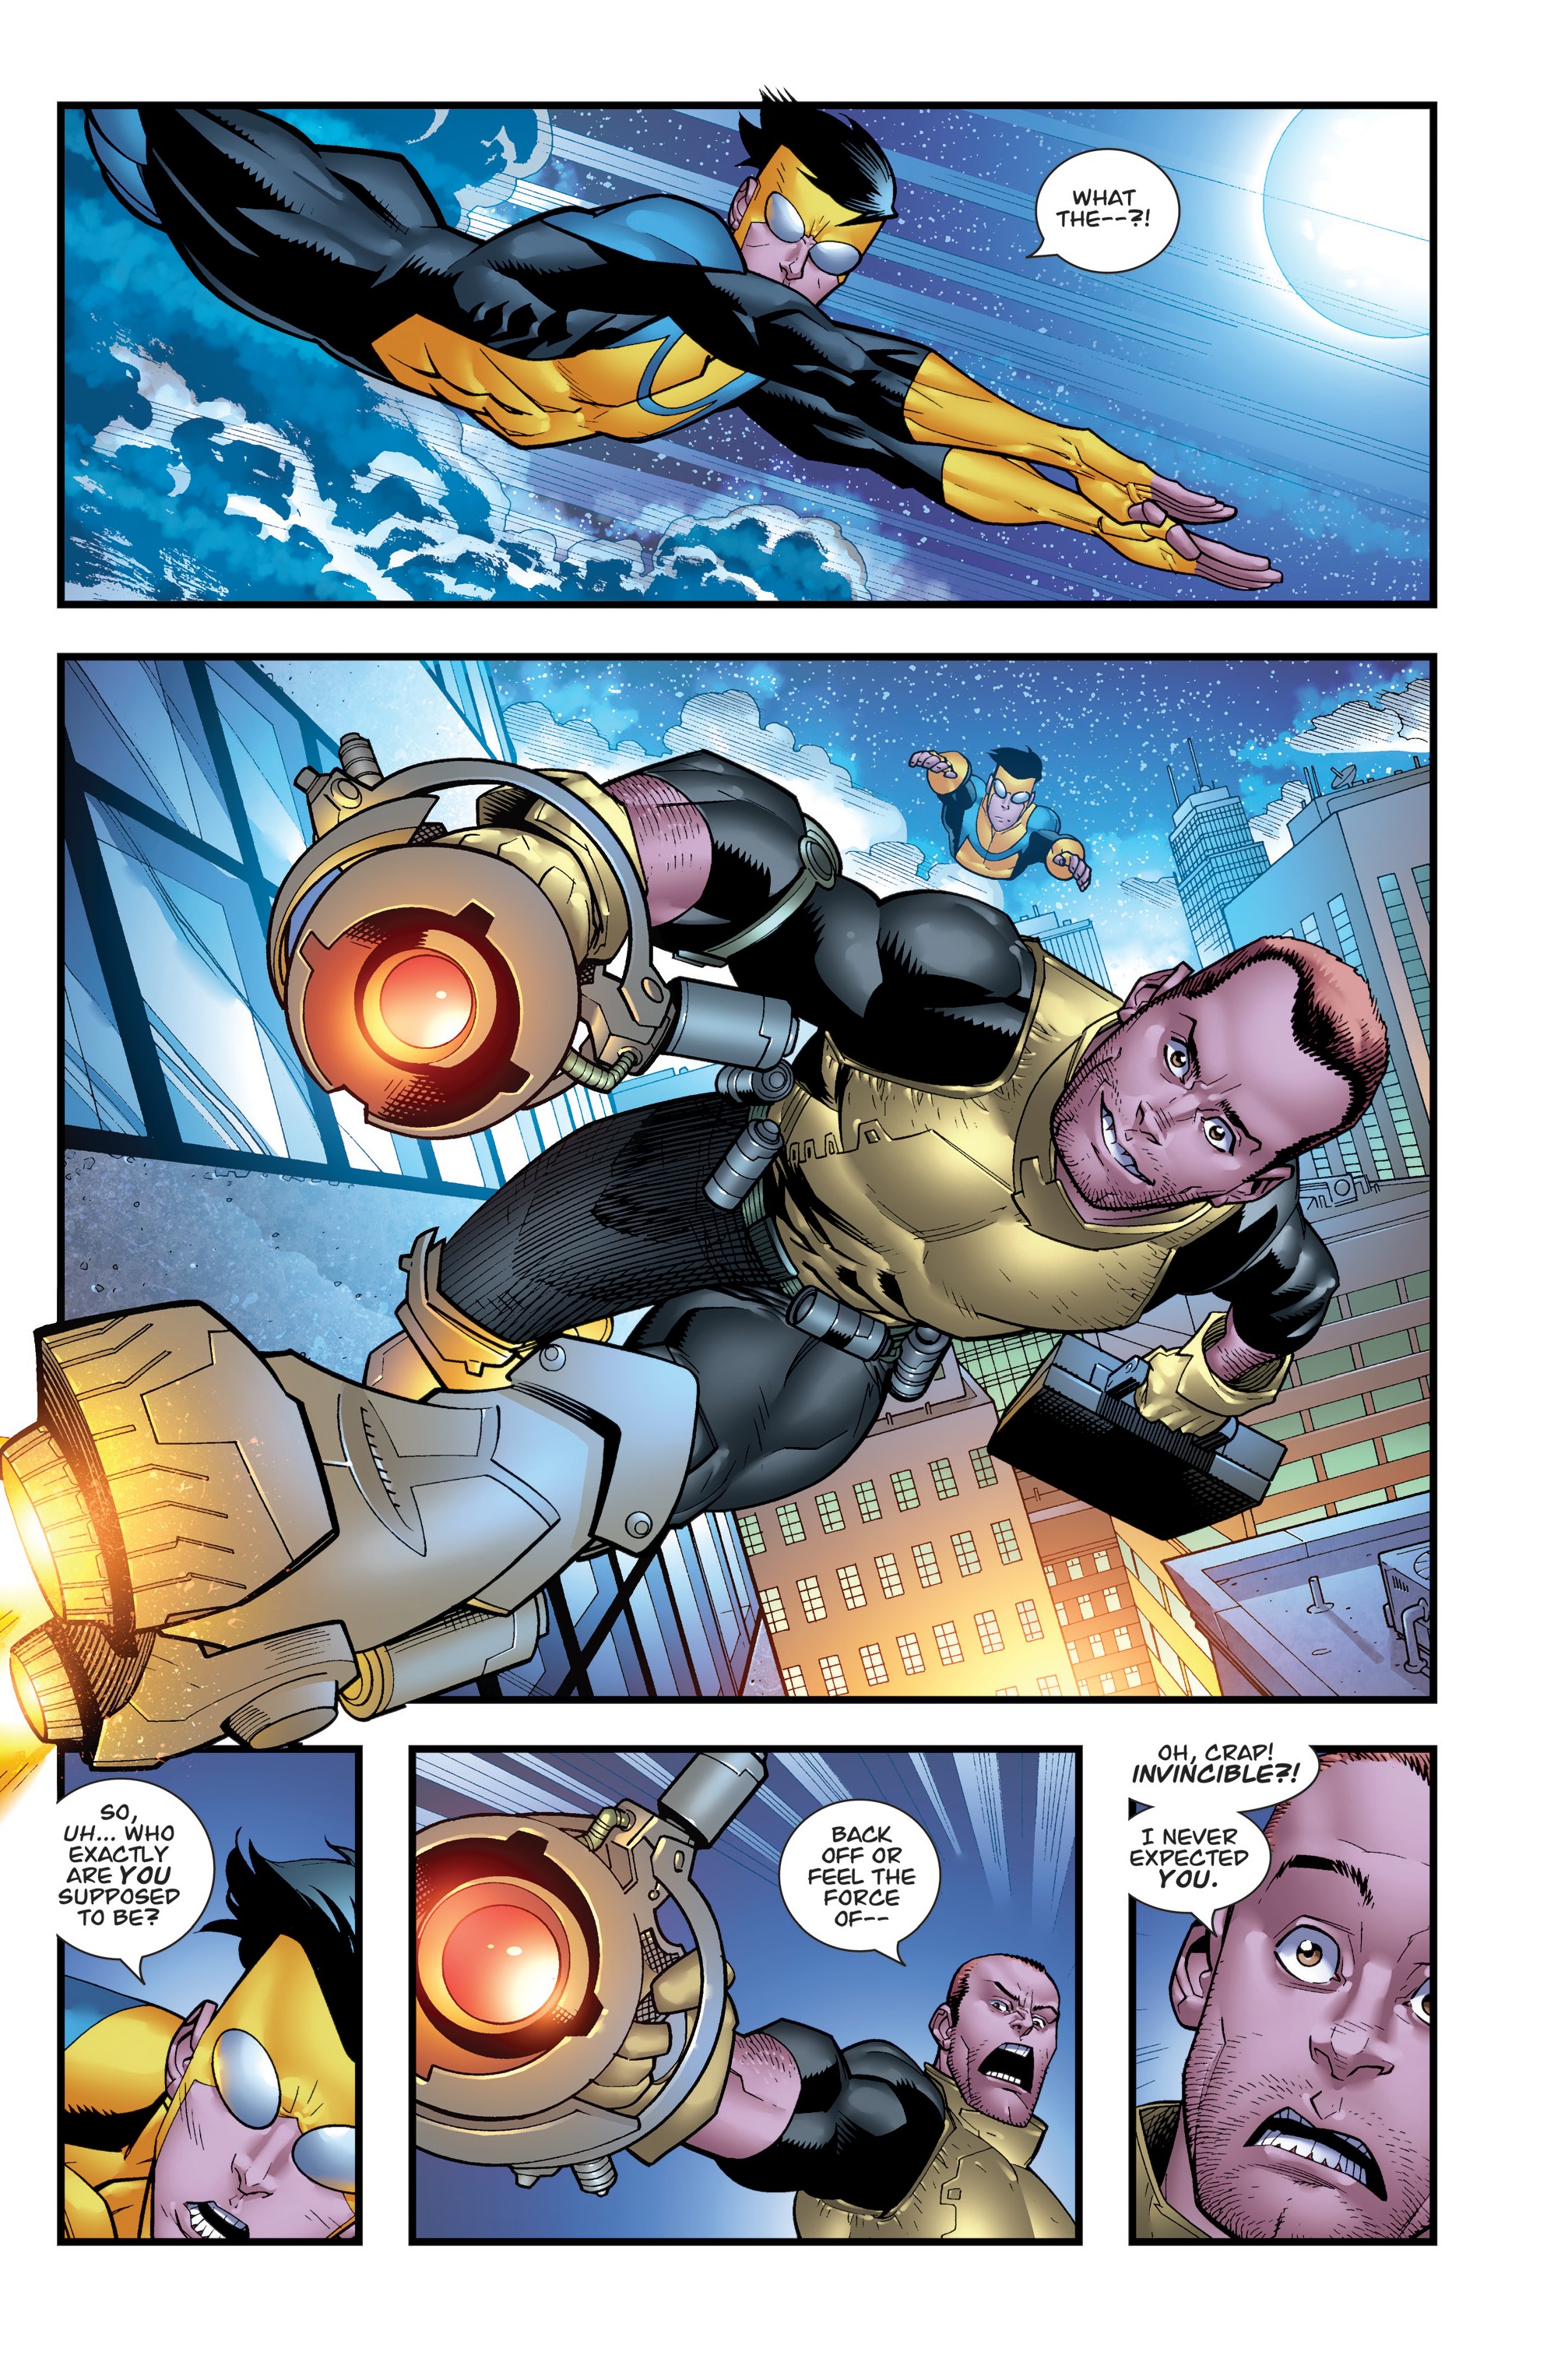 WHAT
THE--?!
SO,
UH... WHO
EXACTLY
ARE YOU
SUPPOSED
TO BE?
BACK
OFF OR
FEEL THE
FORCE
OF--
OH, CRAP!
INVINCIBLE?!
I NEVER
EXPECTED
YOU.